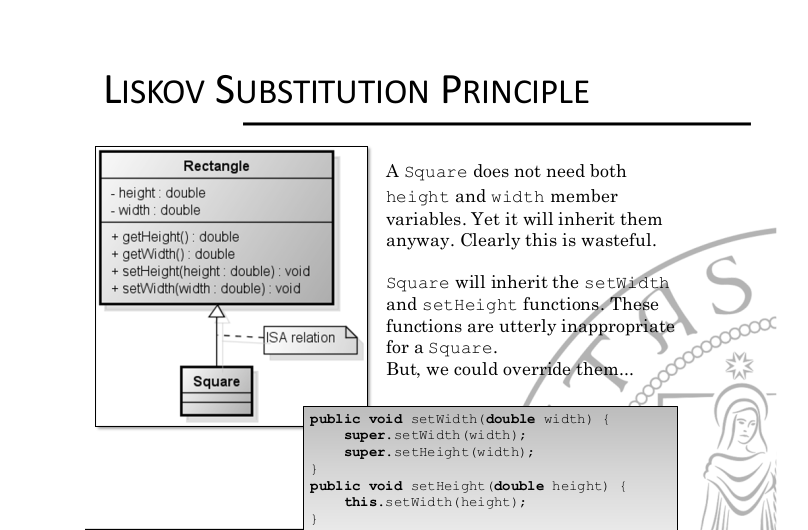 LISKOV SUBSTITUTION PRINCIPLE
Rectangle
- height : double
- width : double
+ getHeight() : double
+ getWidth() : double
+ setHeight(height : double) : void
+ setWidth(width : double) : void
ISA relation
Square
A Square does not need both
height and width member
variables. Yet it will inherit them
anyway. Clearly this is wasteful.
Square will inherit the setWidth
and setHeight functions. These
functions are utterly inappropriate
for a Square.
But, we could override them...
public void setWidth(double width) {
super.setWidth(width);
super.setHeight(width);
}
public void setHeight(double height) {
this.setWidth(height);
}
TAS